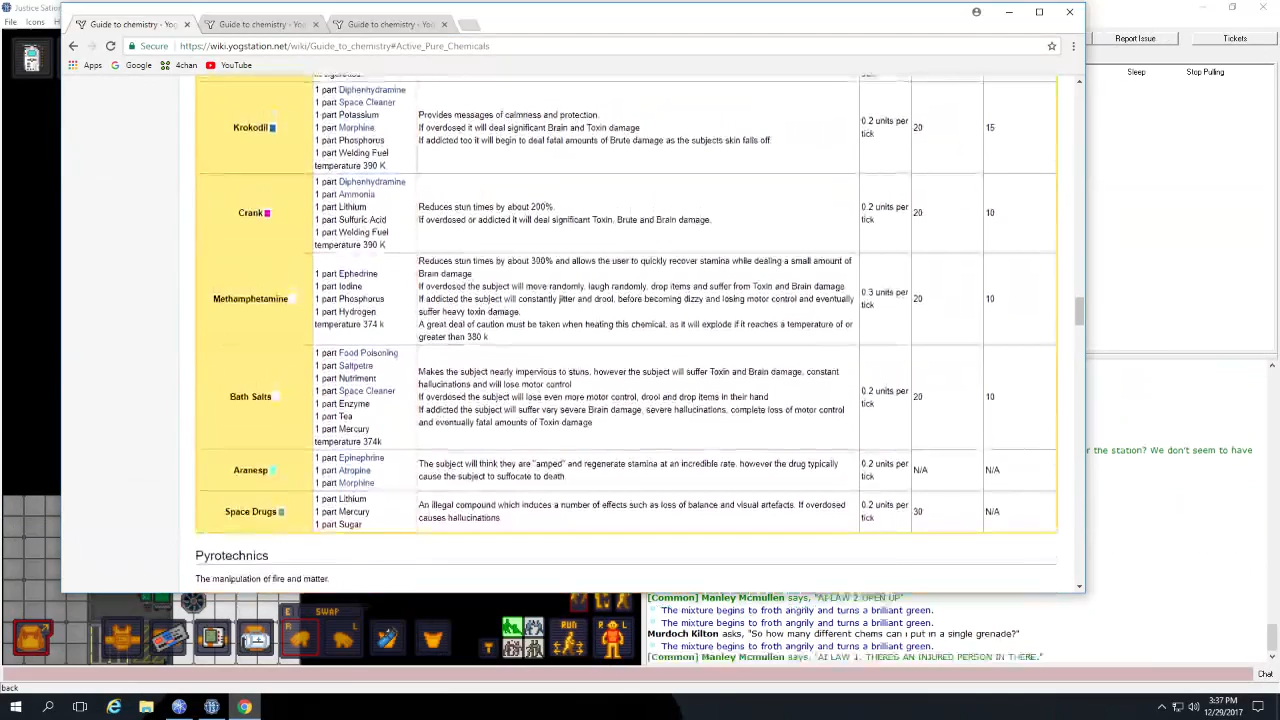 Justice Sation
File Icons
Guide to chemistry - Yog
Guide to chemistry - Yog
Guide to chemistry - Yog
Secure https://wiki.yogstation.net/wiki/Guide_to_chemistry#Active_Pure_Chemicals
Apps Google 4chan YouTube
Report Issue Tickets
Sleep Stop Pulling
Krokodil
1 part Diphenhydramine
1 part Space Cleaner
1 part Potassium
1 part Morphine
1 part Phosphorus
1 part Welding Fuel
temperature 390 K
Provides messages of calmness and protection.
If overdosed it will deal significant Brain and Toxin damage
If addicted too it will begin to deal fatal amounts of Brute damage as the subjects skin falls off
0.2 units per
tick
20
15
Crank
1 part Diphenhydramine
1 part Ammonia
1 part Lithium
1 part Sulfuric Acid
1 part Welding Fuel
temperature 390 K
Reduces stun times by about 200%.
If overdosed or addicted it will deal significant Toxin, Brute and Brain damage.
0.2 units per
tick
20
10
Methamphetamine
1 part Ephedrine
1 part Iodine
1 part Phosphorus
1 part Hydrogen
temperature 374 k
Reduces stun times by about 300% and allows the user to quickly recover stamina while dealing a small amount of
Brain damage
If overdosed the subject will move randomly, laugh randomly, drop items and suffer from Toxin and Brain damage.
If addicted the subject will constantly jitter and drool, before becoming dizzy and losing motor control and eventually
suffer heavy toxin damage.
A great deal of caution must be taken when heating this chemical, as it will explode if it reaches a temperature of or
greater than 380 k
0.3 units per
tick
20
10
Bath Salts
1 part Food Poisoning
1 part Saltpetre
1 part Nutriment
1 part Space Cleaner
1 part Enzyme
1 part Tea
1 part Mercury
temperature 374k
Makes the subject nearly impervious to stuns, however the subject will suffer Toxin and Brain damage, constant
hallucinations and will lose motor control
If overdosed the subject will lose even more motor control, drool and drop items in their hand
If addicted the subject will suffer vary severe Brain damage, severe hallucinations, complete loss of motor control
and eventually fatal amounts of Toxin damage
0.2 units per
tick
20
10
Aranesp
1 part Epinephrine
1 part Atropine
1 part Morphine
The subject will think they are "amped" and regenerate stamina at an incredible rate, however the drug typically
cause the subject to suffocate to death
0.2 units per
tick
N/A
N/A
Space Drugs
1 part Lithium
1 part Mercury
1 part Sugar
An illegal compound which induces a number of effects such as loss of balance and visual artefacts. If overdosed
causes hallucinations
0.2 units per
tick
30
N/A
Pyrotechnics
The manipulation of fire and matter.
r the station? We don't seem to have
[Common] Manley Mcmullen says, "AI LAW 2 OPEN UP"
The mixture begins to froth angrily and turns a brilliant green.
The mixture begins to froth angrily and turns a brilliant green.
Murdoch Kilton asks, "So how many different chems can i put in a single grenade?"
The mixture begins to froth angrily and turns a brilliant green.
[Common] Manley Mcmullen says, "AI LAW 1, THERES AN INJURED PERSON IN THERE."
E SWAP R
RUN
R L
Chat
back
3:37 PM
12/29/2017